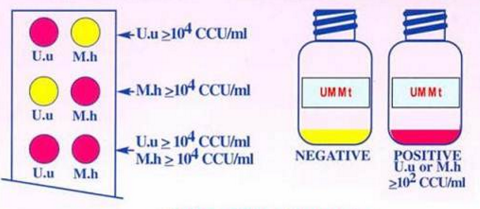 U.u M.h
U.u ≥10⁴ CCU/ml
U.u M.h
M.h ≥10⁴ CCU/ml
U.u M.h
U.u ≥ 10⁴ CCU/ml
M.h ≥ 10⁴ CCU/ml
UMMt
NEGATIVE
UMMt
POSITIVE
U.u or M.h
≥10² CCU/ml